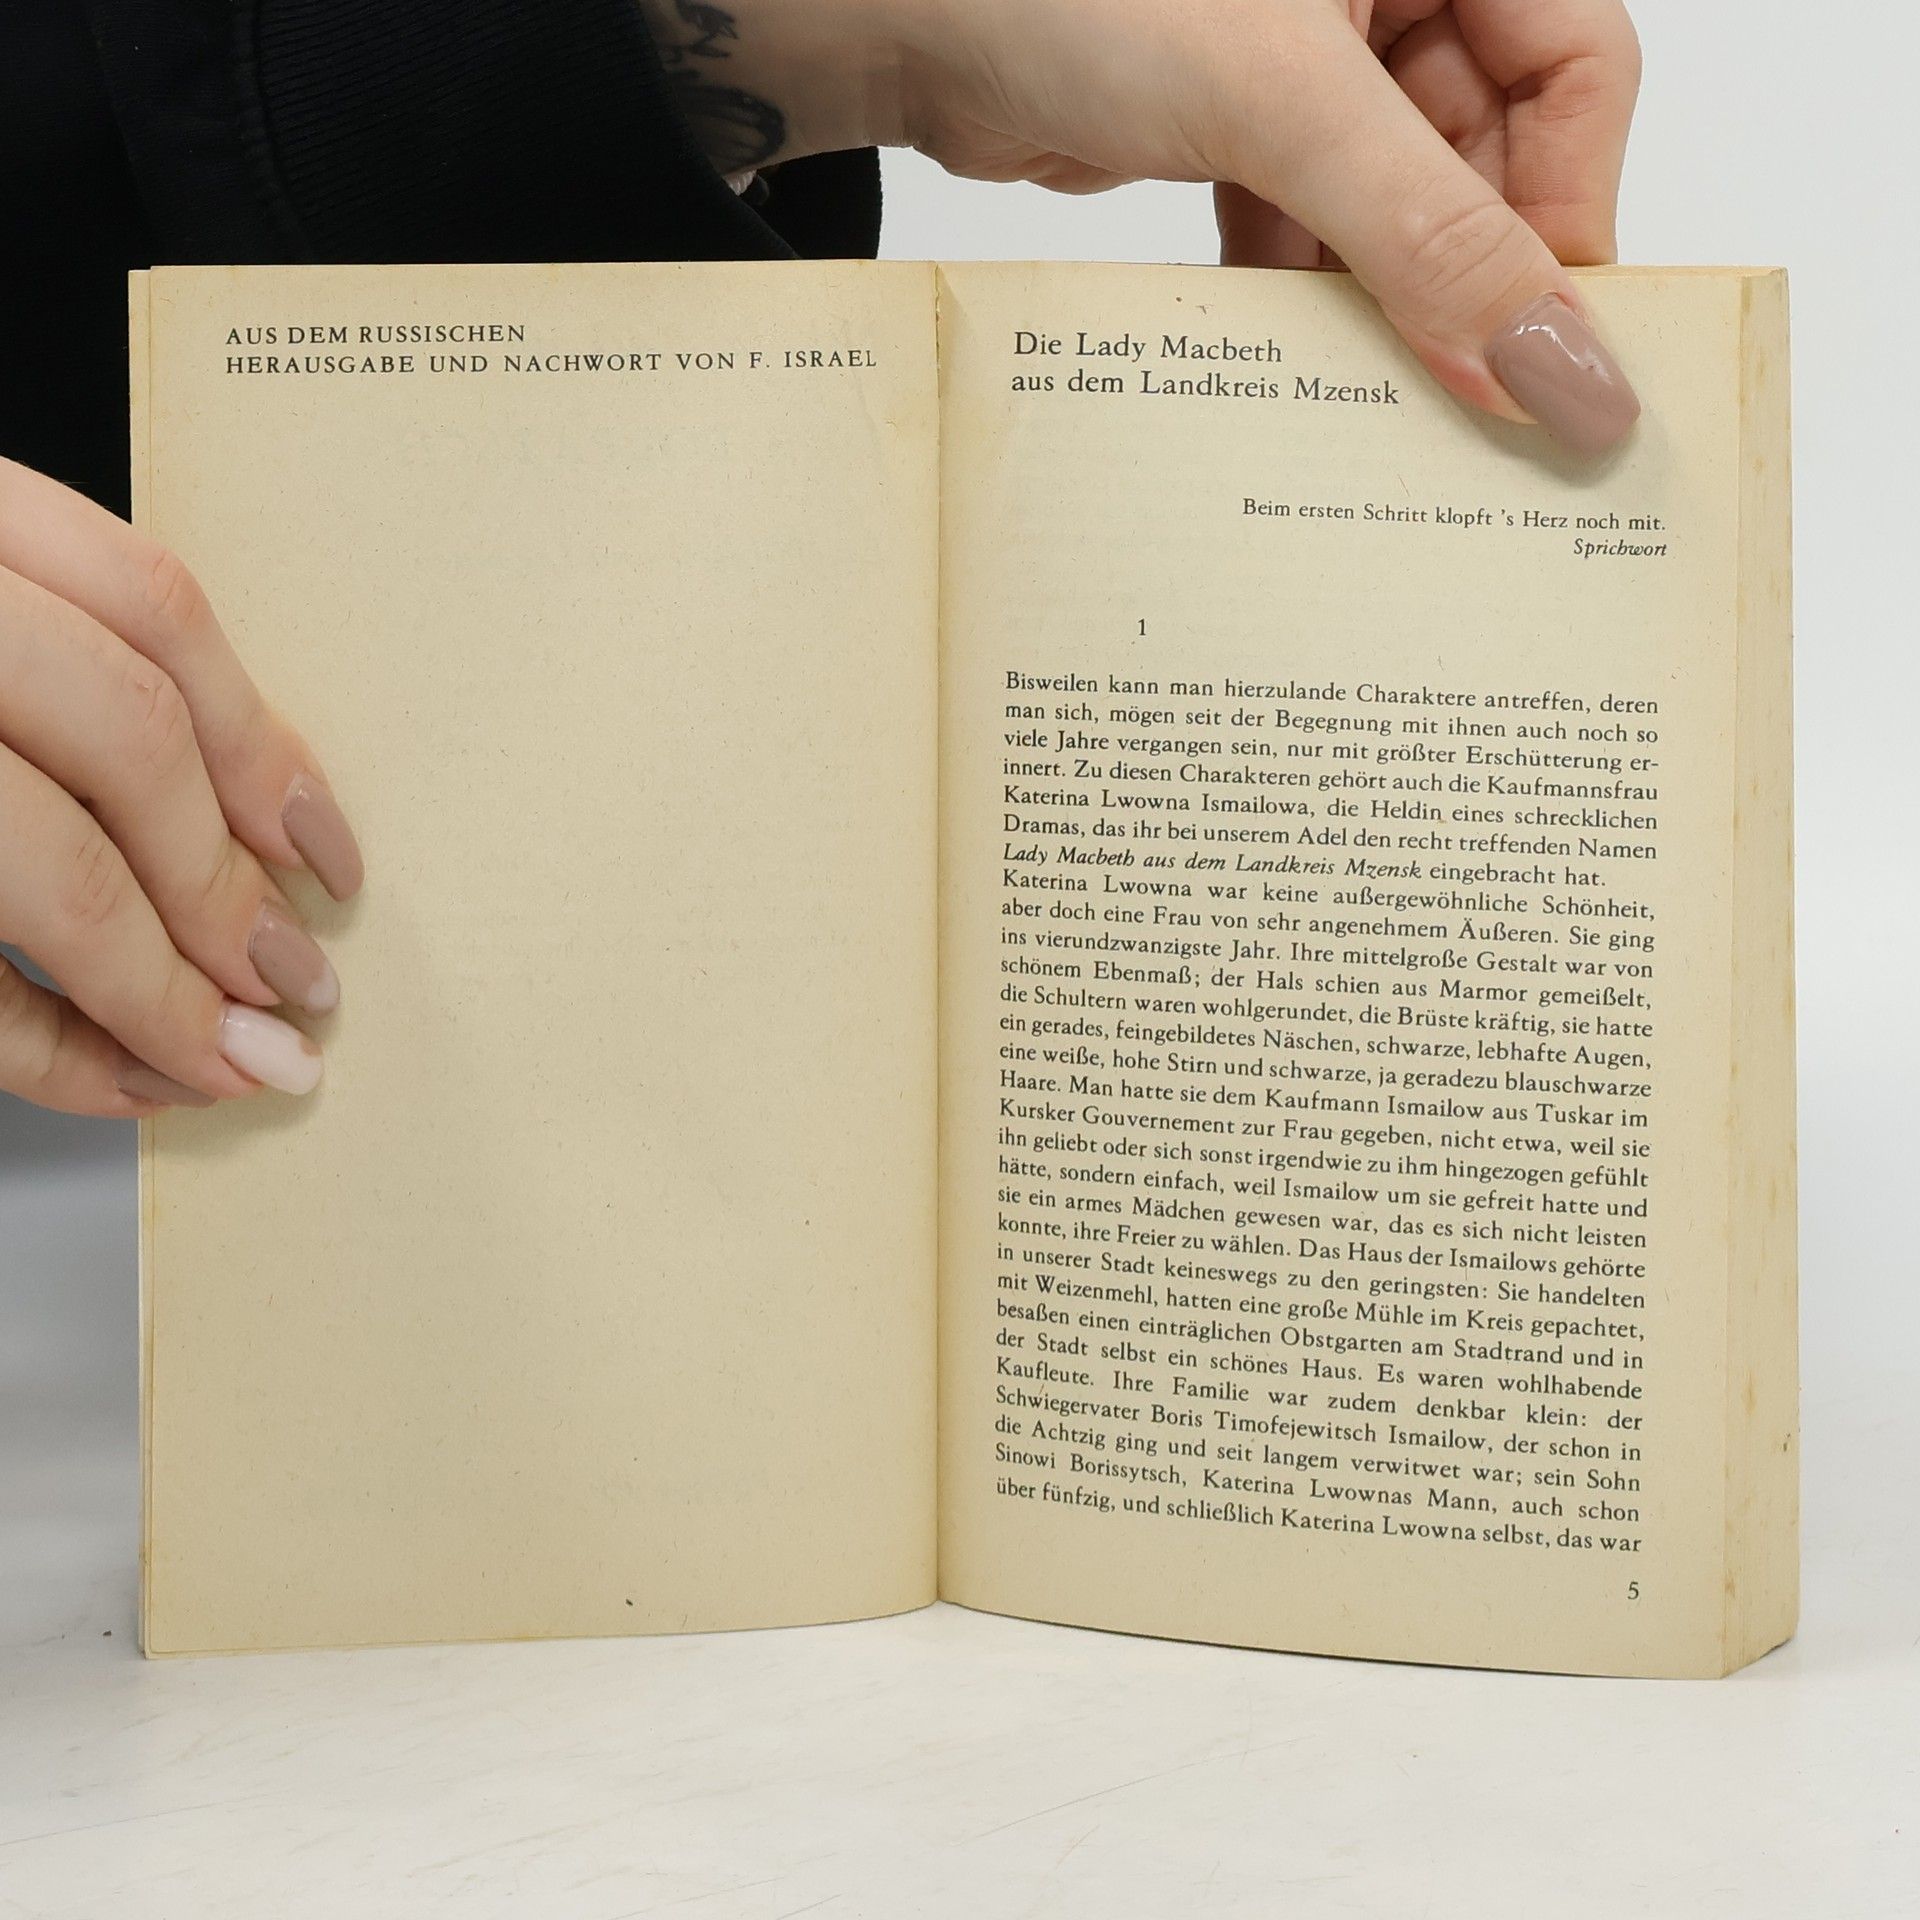 AUS DEM RUSSISCHEN
HERAUSGABE UND NACHWORT VON F. ISRAEL
Die Lady Macbeth
aus dem Landkreis Mzensk
Beim ersten Schritt klopft 's Herz noch mit.
Sprichwort
1
Bisweilen kann man hierzulande Charaktere antreffen, deren
man sich, mögen seit der Begegnung mit ihnen auch noch so
viele Jahre vergangen sein, nur mit größter Erschütterung er-
innert. Zu diesen Charakteren gehört auch die Kaufmannsfrau
Katerina Lwowna Ismailowa, die Heldin eines schrecklichen
Dramas, das ihr bei unserem Adel den recht treffenden Namen
Lady Macbeth aus dem Landkreis Mzensk eingebracht hat.
Katerina Lwowna war keine außergewöhnliche Schönheit,
aber doch eine Frau von sehr angenehmem Äußeren. Sie ging
ins vierundzwanzigste Jahr. Ihre mittelgroße Gestalt war von
schönem Ebenmaß; der Hals schien aus Marmor gemeißelt,
die Schultern waren wohlgerundet, die Brüste kräftig, sie hatte
ein gerades, feingebildetes Näschen, schwarze, lebhafte Augen,
eine weiße, hohe Stirn und schwarze, ja geradezu blauschwarze
Haare. Man hatte sie dem Kaufmann Ismailow aus Tuskar im
Kursker Gouvernement zur Frau gegeben, nicht etwa, weil sie
ihn geliebt oder sich sonst irgendwie zu ihm hingezogen gefühlt
hätte, sondern einfach, weil Ismailow um sie gefreit hatte und
sie ein armes Mädchen gewesen war, das es sich nicht leisten
konnte, ihre Freier zu wählen. Das Haus der Ismailows gehörte
in unserer Stadt keineswegs zu den geringsten: Sie handelten
mit Weizenmehl, hatten eine große Mühle im Kreis gepachtet,
besaßen einen einträglichen Obstgarten am Stadtrand und in
der Stadt selbst ein schönes Haus. Es waren wohlhabende
Kaufleute. Ihre Familie war zudem denkbar klein: der
Schwiegervater Boris Timofejewitsch Ismailow, der schon in
die Achtzig ging und seit langem verwitwet war; sein Sohn
Sinowi Borissytsch, Katerina Lwownas Mann, auch schon
über fünfzig, und schließlich Katerina Lwowna selbst, das war
5